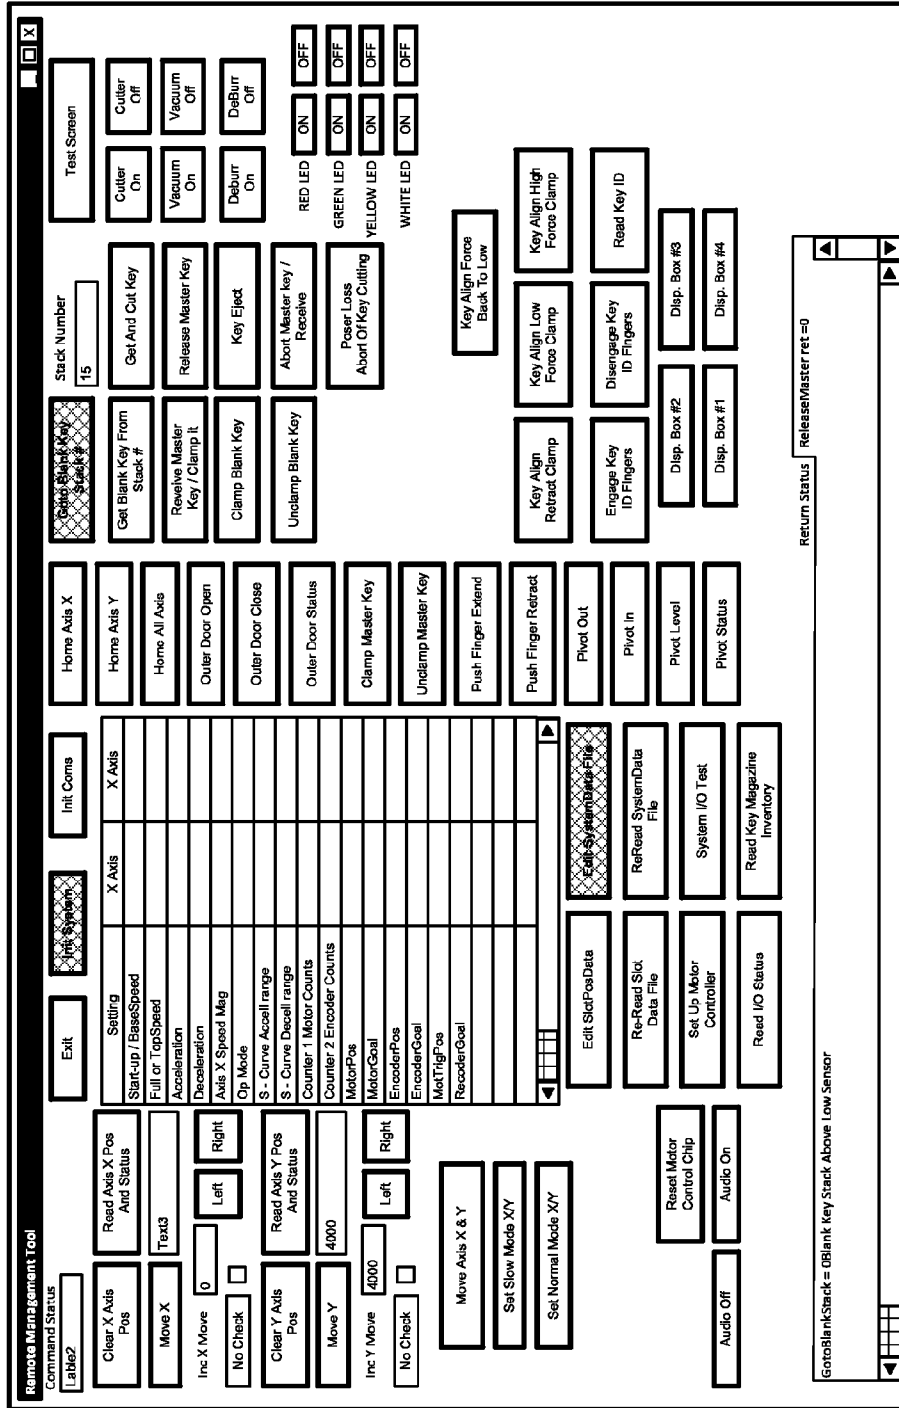 Remote Management Tool
Command Status
Lable2
Exit
Init System
Init Coms
Clear X Axis
Pos
Read Axis X Pos
And Status
Move X
Text3
Inc X Move
0
Left
Right
No Check
Clear Y Axis
Pos
Read Axis Y Pos
And Status
Move Y
4000
Inc Y Move
4000
Left
Right
No Check
Move Axis X & Y
Set Slow Mode X/Y
Set Normal Mode X/Y
Reset Motor
Control Chip
Audio Off
Audio On
Setting
X Axis
X Axis
Start-up / BaseSpeed
Full or TopSpeed
Acceleration
Deceleration
Axis X Speed Mag
Op Mode
S - Curve Accell range
S - Curve Decell range
Counter 1 Motor Counts
Counter 2 Encoder Counts
MotorPos
MotorGoal
EncoderPos
EncoderGoal
MotTrigPos
RecoderGoal
Edit SlotPosData
Edit SystemData File
Re-Read Slot
Data File
ReRead SystemData
File
Set Up Motor
Controller
System I/O Test
Read I/O Status
Read Key Magazine
Inventory
Home Axis X
Home Axis Y
Home All Axis
Outer Door Open
Outer Door Close
Outer Door Status
Clamp Master Key
Unclamp Master Key
Push Finger Extend
Push Finger Retract
Pivot Out
Pivot In
Pivot Level
Pivot Status
Goto Blank Key
Stack #
Stack Number
15
Get Blank Key From
Stack #
Get And Cut Key
Reveive Master
Key / Clamp it
Release Master Key
Clamp Blank Key
Key Eject
Unclamp Blank Key
Abort Master key /
Receive
Poser Loss
Abort Of Key Cutting
Test Screen
Cutter
On
Cutter
Off
Vacuum
On
Vacuum
Off
Deburr
On
DeBurr
Off
RED LED
ON
OFF
GREEN LED
ON
OFF
YELLOW LED
ON
OFF
WHITE LED
ON
OFF
Key Align Force
Back To Low
Key Align
Retract Clamp
Key Align Low
Force Clamp
Key Align High
Force Clamp
Engage Key
ID Fingers
Disengage Key
ID Fingers
Read Key ID
Disp. Box #2
Disp. Box #3
Disp. Box #1
Disp. Box #4
Return Status
ReleaseMaster ret =0
GotoBlankStack = 0Blank Key Stack Above Low Sensor